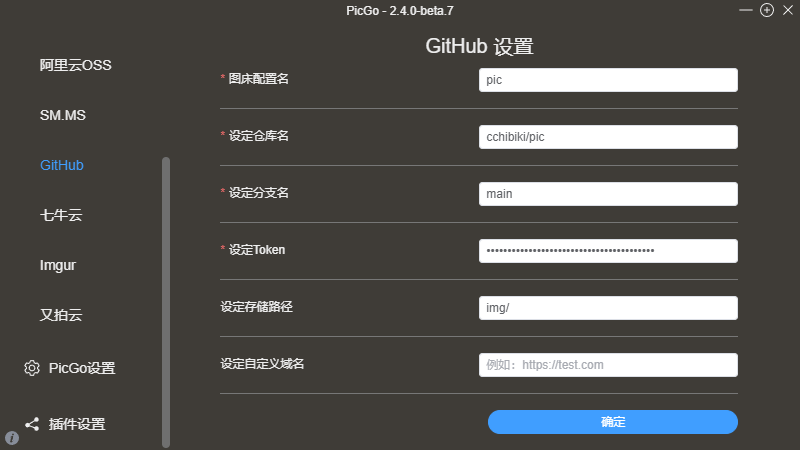 PicGo - 2.4.0-beta.7
阿里云OSS
SM.MS
GitHub
七牛云
Imgur
又拍云
PicGo设置
插件设置
GitHub 设置
* 图床配置名
pic
* 设定仓库名
cchibiki/pic
* 设定分支名
main
* 设定Token
设定存储路径
img/
设定自定义域名
例如：https://test.com
确定